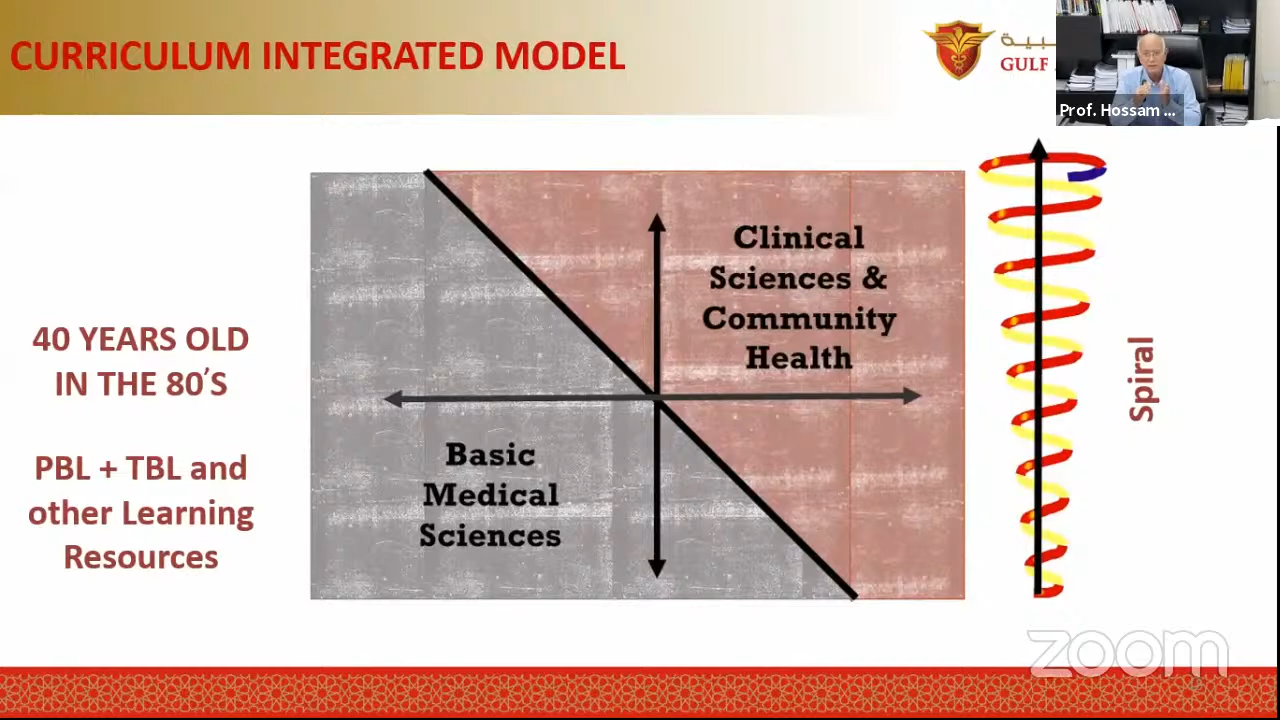 CURRICULUM INTEGRATED MODEL
GULF
Prof. Hossam ...
40 YEARS OLD
IN THE 80'S
PBL + TBL and
other Learning
Resources
Clinical
Sciences &
Community
Health
Basic
Medical
Sciences
Spiral
zoom